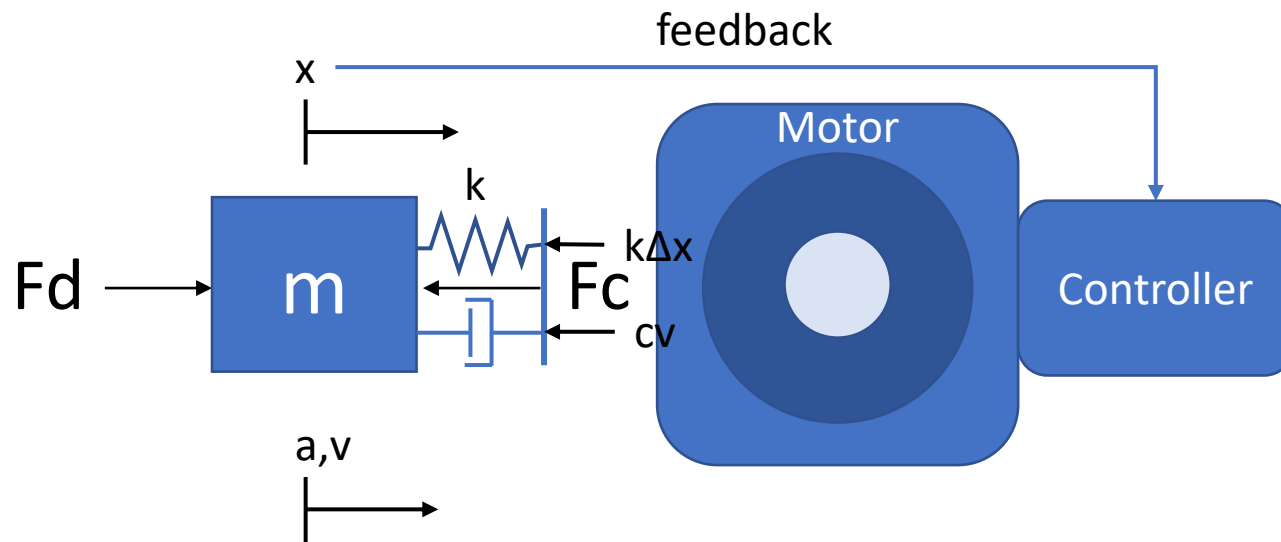 feedback
x
Motor
k
kΔx
Fd
m
Fc
Controller
cv
a,v